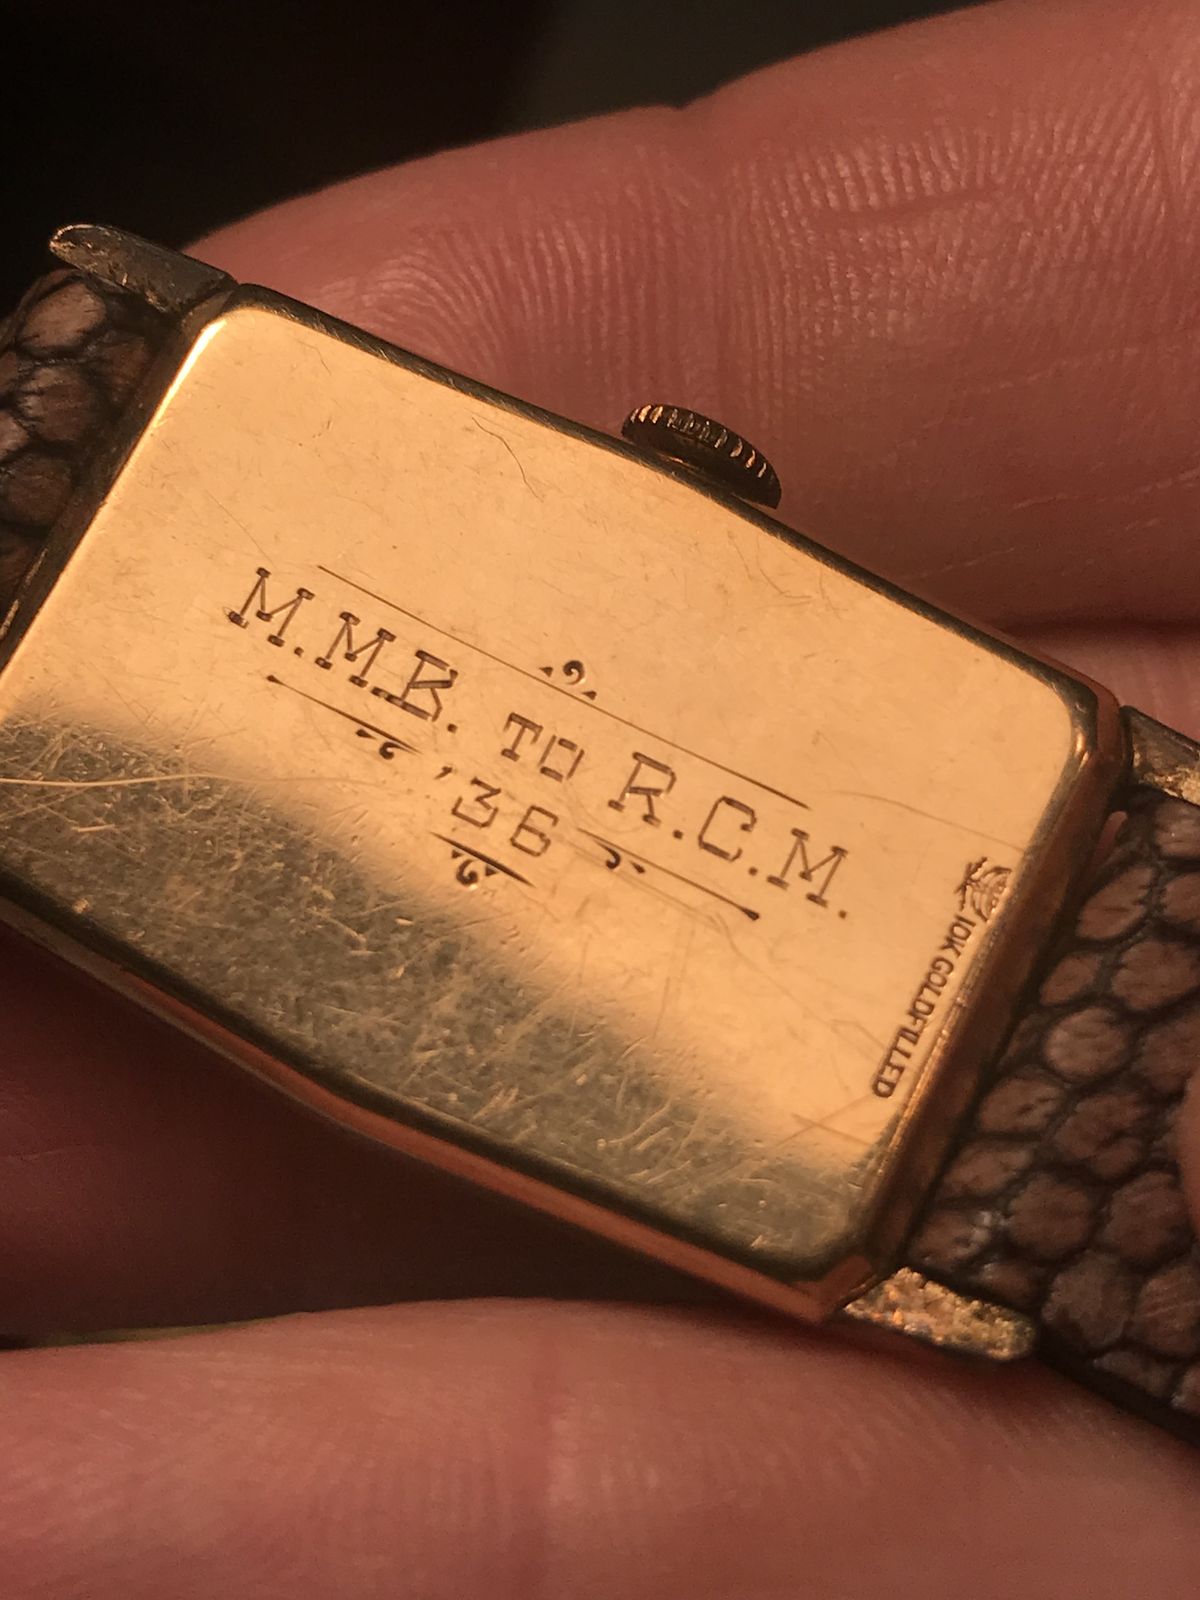 M.M.B. TO R.C.M.
'36
10K GOLD FILLED